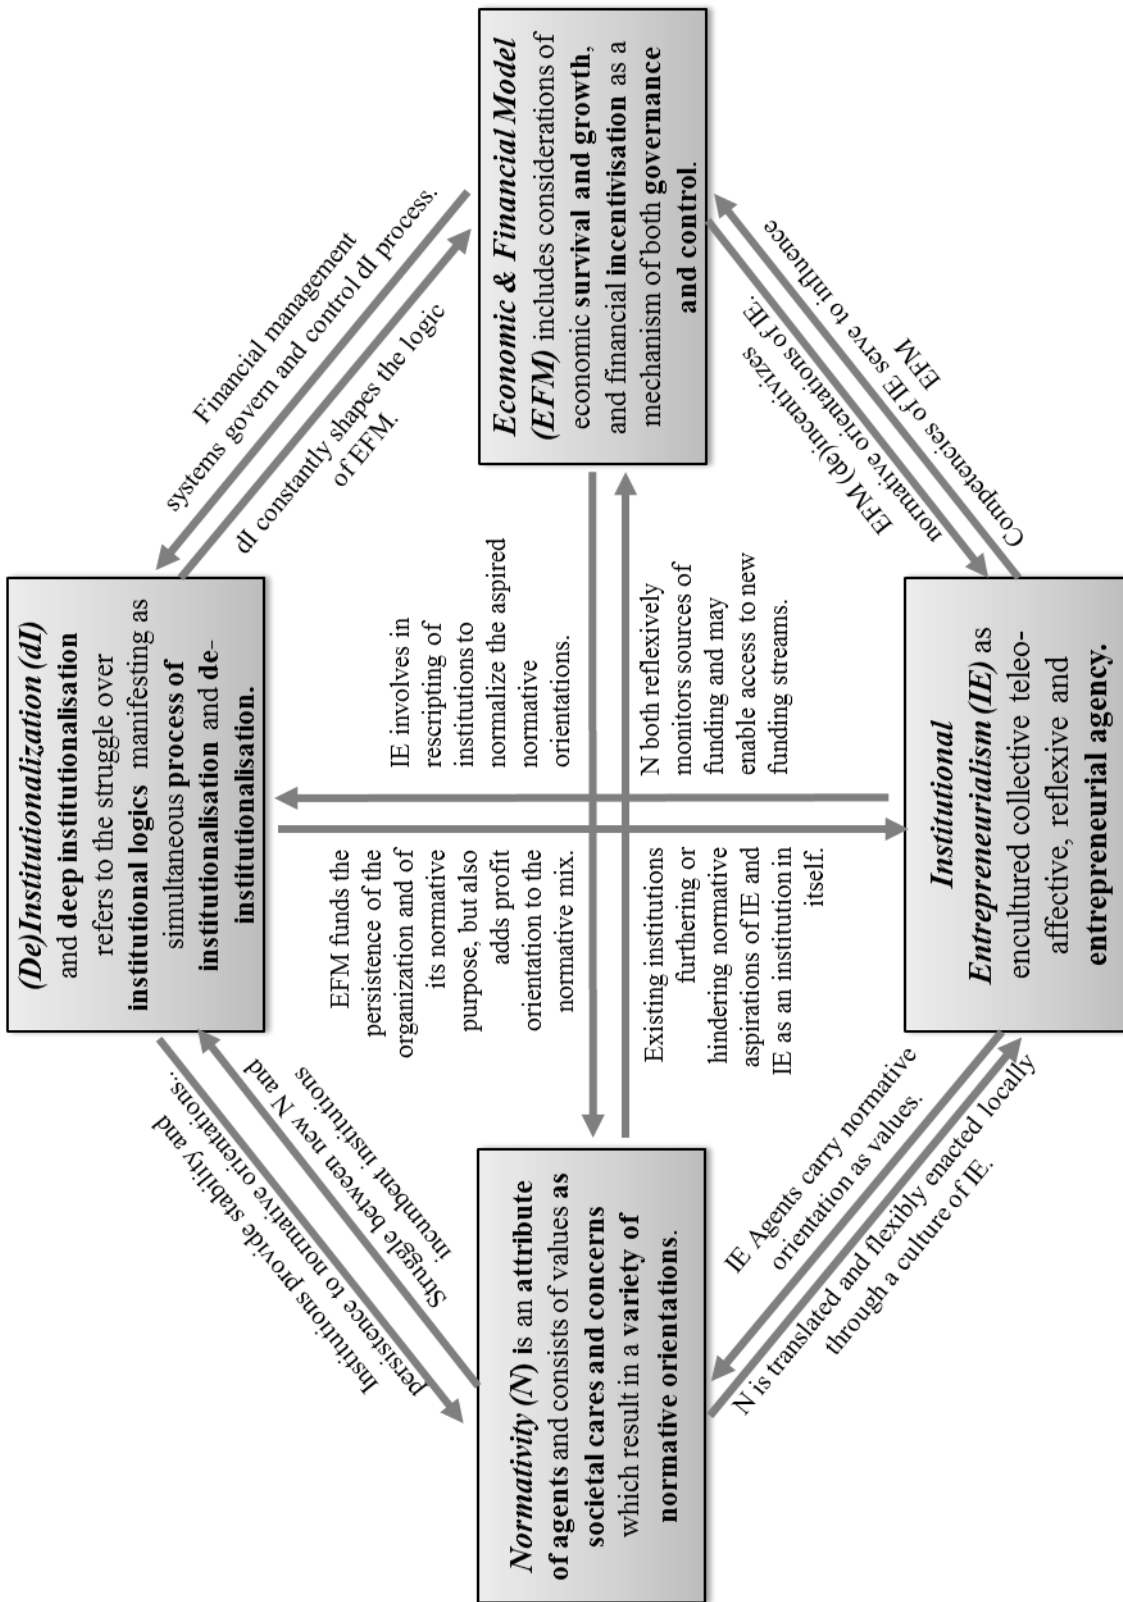 Economic & Financial Model
(EFM) includes considerations of
economic survival and growth,
and financial incentivisation as a
mechanism of both governance
and control.
Financial management
systems govern and control dI process.
dI constantly shapes the logic
of EFM.
EFM (de)incentivizes
normative orientations of IE.
Competencies of IE serve to influence
EFM
(De)Institutionalization (dI)
and deep institutionalisation
refers to the struggle over
institutional logics manifesting as
simultaneous process of
institutionalisation and de-
institutionalisation.
IE involves in
rescripting of
institutions to
normalize the aspired
normative
orientations.
N both reflexively
monitors sources of
funding and may
enable access to new
funding streams.
EFM funds the
persistence of the
organization and of
its normative
purpose, but also
adds profit
orientation to the
normative mix.
Existing institutions
furthering or
hindering normative
aspirations of IE and
IE as an institution in
itself.
Institutional
Entrepreneurialism (IE) as
encultured collective teleo-
affective, reflexive and
entrepreneurial agency.
Institutions provide stability and
persistence to normative orientations..
Struggle between new N and
incumbent institutions
IE Agents carry normative
orientation as values.
N is translated and flexibly enacted locally
through a culture of IE.
Normativity (N) is an attribute
of agents and consists of values as
societal cares and concerns
which result in a variety of
normative orientations.